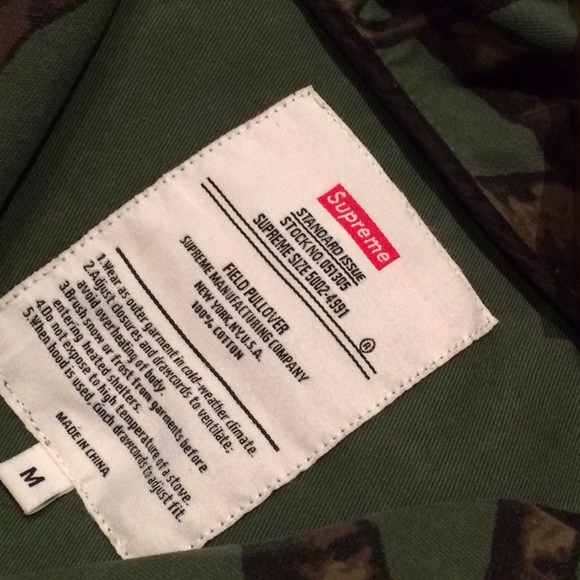 Supreme
STANDARD ISSUE
STOCK NO. 051305
SUPREME SIZE 5002-4,991
®
FIELD PULLOVER
SUPREME MANUFACTURING COMPANY
NEW YORK, N.Y. U.S.A.
100% COTTON
1. Wear as outer garment in cold-weather climate.
2. Adjust closures and drawcords to ventilate;
avoid overheating of body.
3. Brush snow or frost from garments before
entering heated shelters.
4. Do not expose to high temperature of a stove.
5. When hood is used, cinch drawcords to adjust fit.
MADE IN CHINA
M